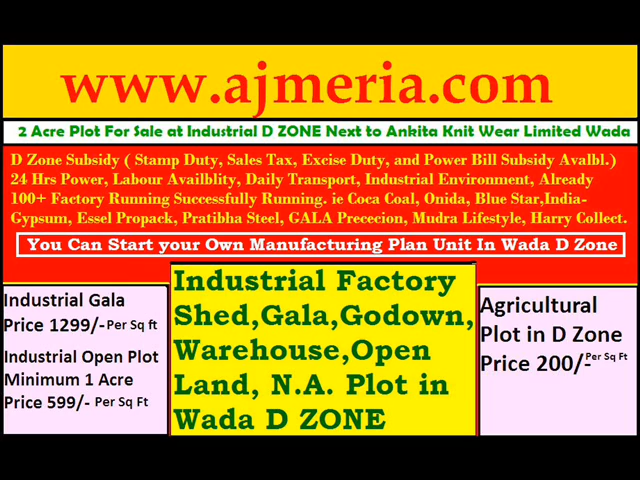 www.ajmeria.com
2 Acre Plot For Sale at Industrial D ZONE Next to Ankita Knit Wear Limited Wada
D Zone Subsidy ( Stamp Duty, Sales Tax, Excise Duty, and Power Bill Subsidy Avalbl.)
24 Hrs Power, Labour Availblity, Daily Transport, Industrial Environment, Already
100+ Factory Running Successfully Running. ie Coca Coal, Onida, Blue Star,India-
Gypsum, Essel Propack, Pratibha Steel, GALA Prececion, Mudra Lifestyle, Harry Collect.
You Can Start your Own Manufacturing Plan Unit In Wada D Zone
Industrial Gala
Price 1299/- Per Sq ft
Industrial Open Plot
Minimum 1 Acre
Price 599/- Per Sq Ft
Industrial Factory
Shed,Gala,Godown,
Warehouse,Open
Land, N.A. Plot in
Wada D ZONE
Agricultural
Plot in D Zone
Price 200/- Per Sq Ft